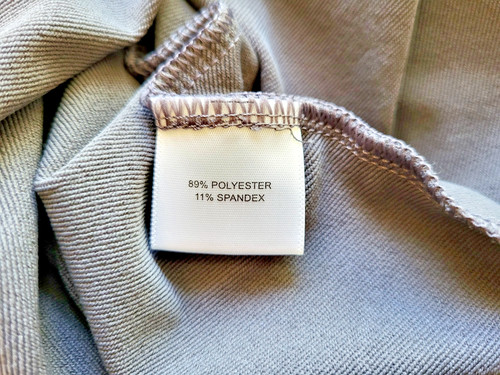 89% POLYESTER
11% SPANDEX